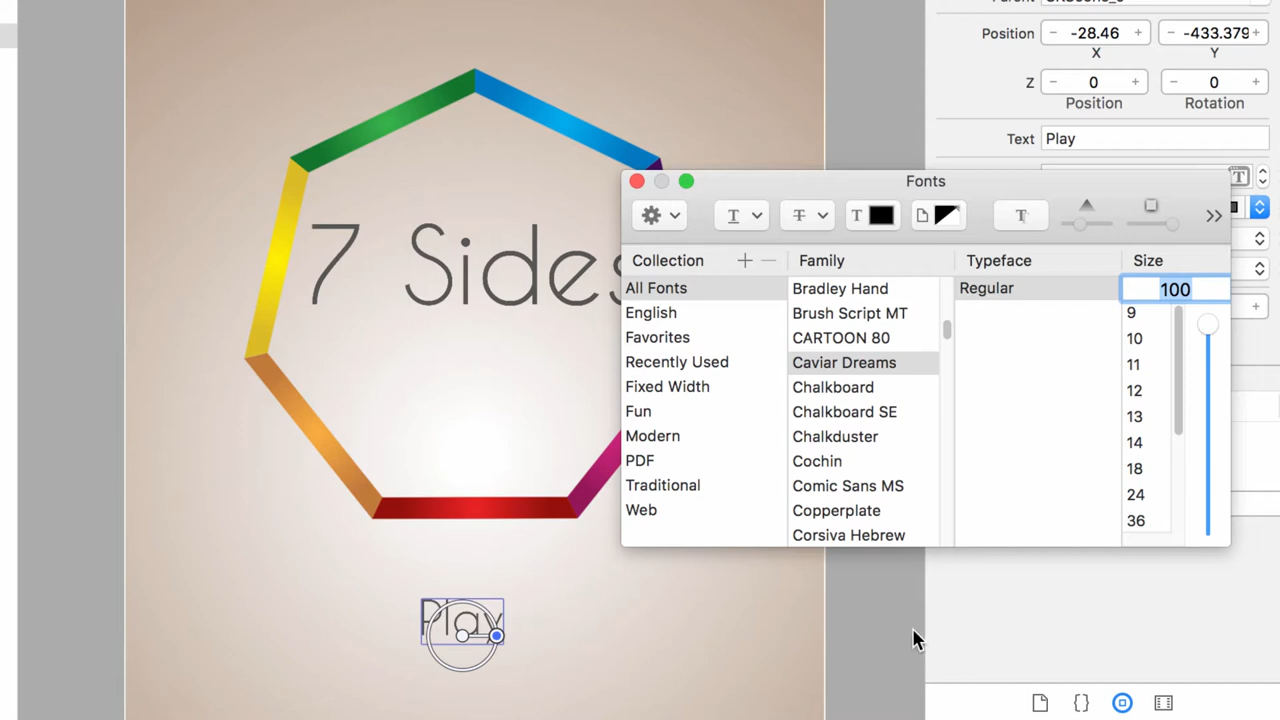 Position
-28.46
-433.379
X
Y
Z
0
0
Position
Rotation
Text
Play
Fonts
Collection
Family
Typeface
Size
All Fonts
English
Favorites
Recently Used
Fixed Width
Fun
Modern
PDF
Traditional
Web
Bradley Hand
Brush Script MT
CARTOON 80
Caviar Dreams
Chalkboard
Chalkboard SE
Chalkduster
Cochin
Comic Sans MS
Copperplate
Corsiva Hebrew
Regular
100
9
10
11
12
13
14
18
24
36
7 Sides
Play